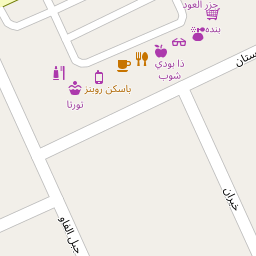 جزر العود
بنده
ستان
ذا بودي
شوب
باسكن روبنز
تورتا
خيران
جبل الفاو